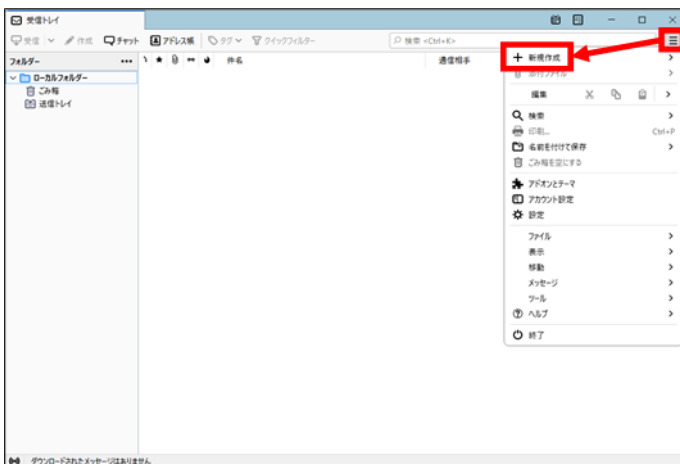 受信トレイ
受信 作成 チャット アドレス帳 タグ クイックフィルター 検索 <Ctrl+K>
フォルダー 件名 通信相手
ローカルフォルダー
ごみ箱
送信トレイ
新規作成
添付ファイル
編集
検索
印刷... Ctrl+P
名前を付けて保存
ごみ箱を空にする
アドオンとテーマ
アカウント設定
設定
ファイル
表示
移動
メッセージ
ツール
ヘルプ
終了
ダウンロードされたメッセージはありません